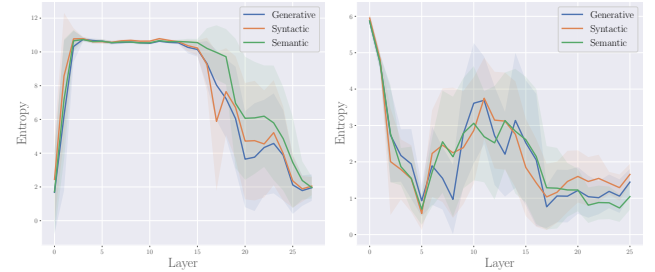 Generative
Syntactic
Semantic
12
10
8
6
4
2
0
Entropy
0
5
10
15
20
25
Layer
Generative
Syntactic
Semantic
6
5
4
3
2
1
0
Entropy
0
5
10
15
20
25
Layer